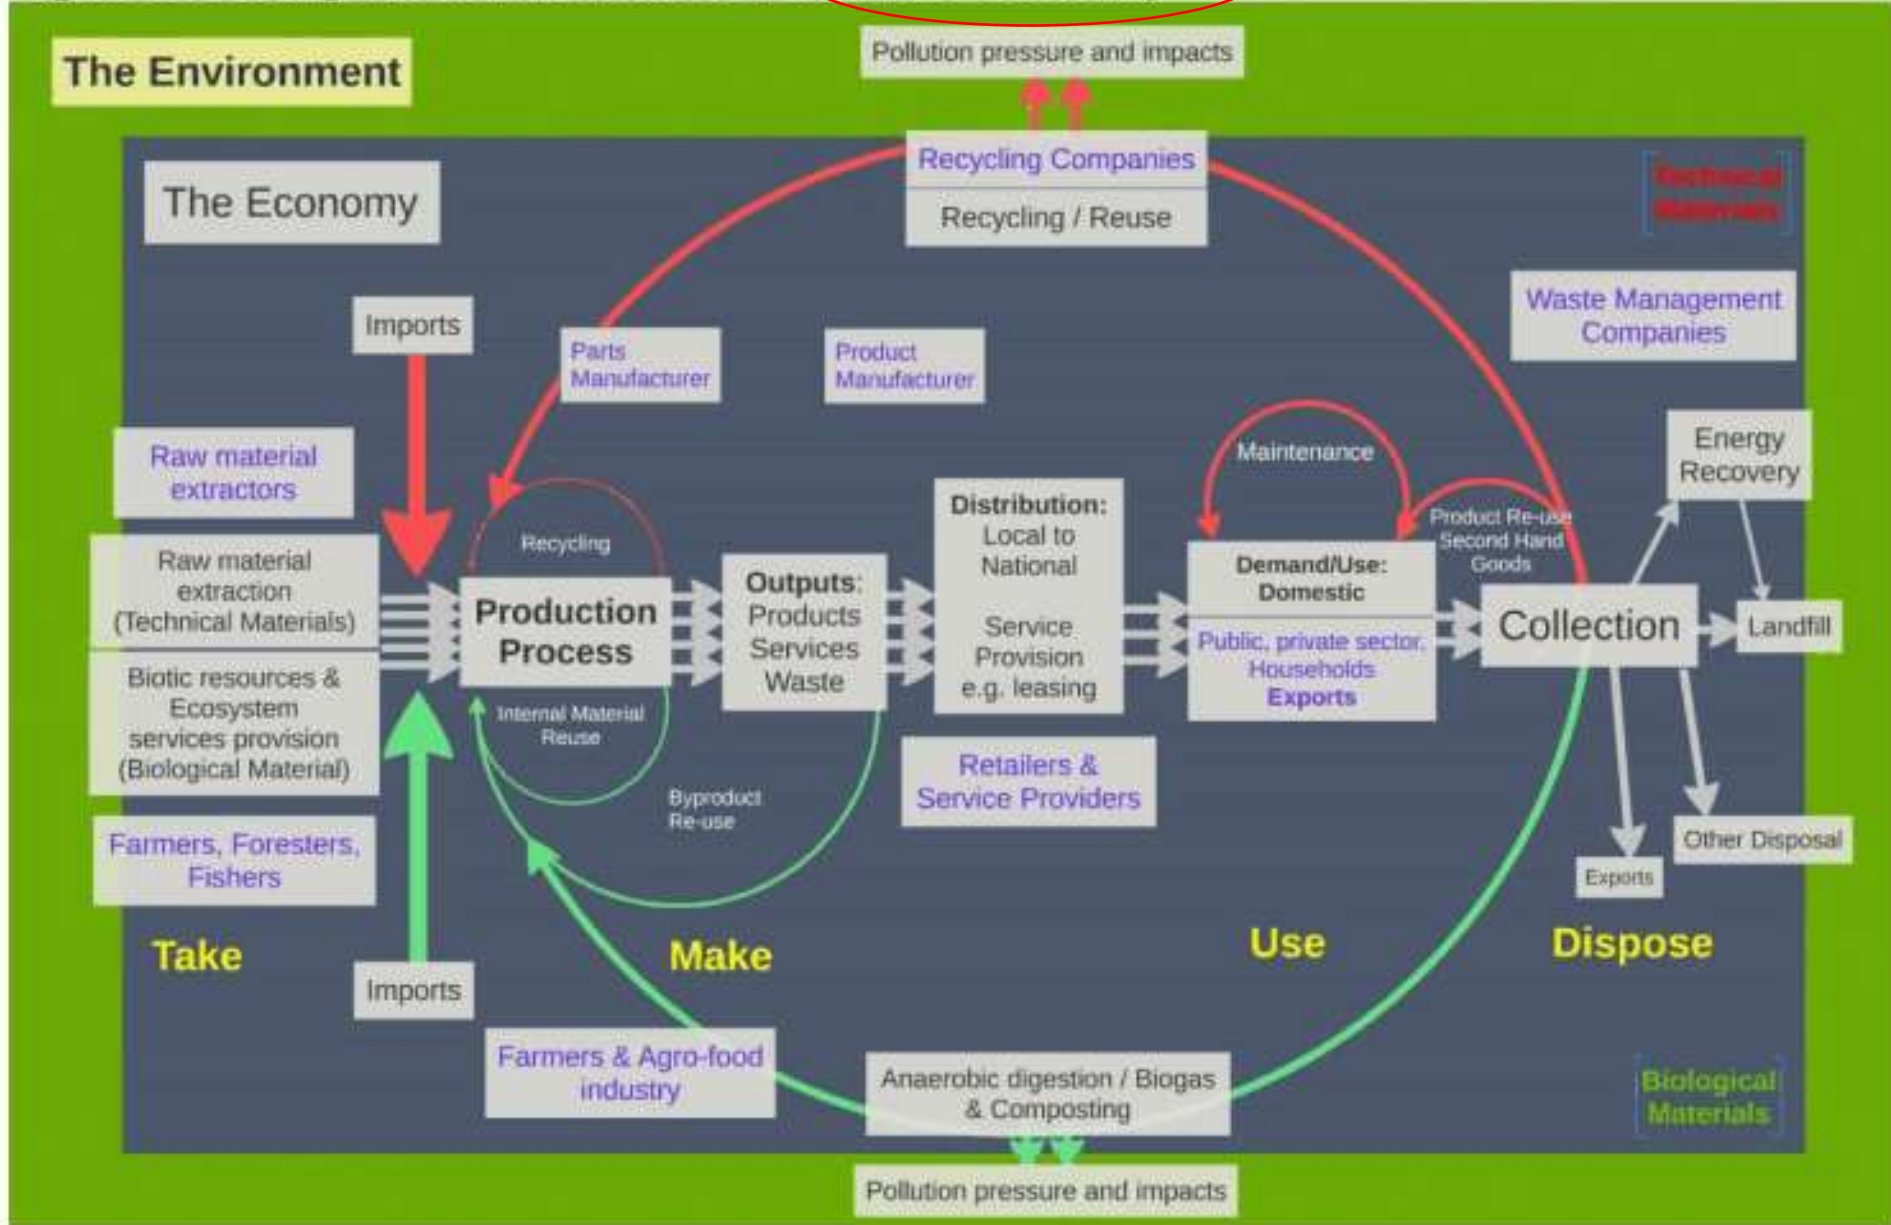 The Environment
Pollution pressure and impacts
Recycling Companies
Recycling / Reuse
The Economy
Technical
Materials
Waste Management
Companies
Imports
Parts
Manufacturer
Product
Manufacturer
Energy
Recovery
Maintenance
Raw material
extractors
Distribution:
Local to
National
Service
Provision
e.g. leasing
Product Re-use
Second Hand
Goods
Recycling
Raw material
extraction
(Technical Materials)
Production
Process
Outputs:
Products
Services
Waste
Demand/Use:
Domestic
Public, private sector,
Households
Exports
Collection
Landfill
Biotic resources &
Ecosystem
services provision
(Biological Material)
Internal Material
Reuse
Retailers &
Service Providers
Byproduct
Re-use
Farmers, Foresters,
Fishers
Other Disposal
Exports
Take
Make
Use
Dispose
Imports
Farmers & Agro-food
industry
Anaerobic digestion / Biogas
& Composting
Biological
Materials
Pollution pressure and impacts